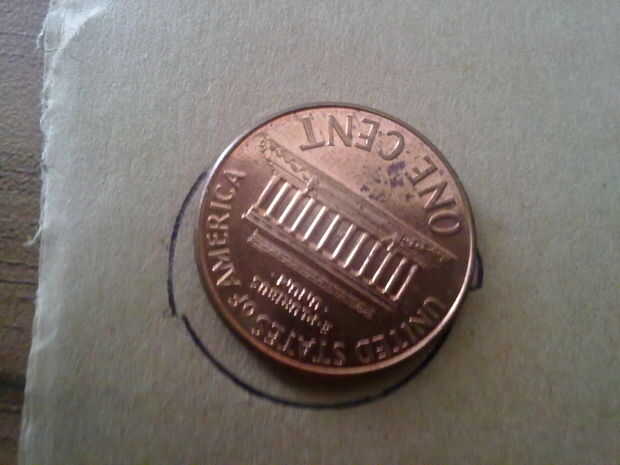 UNITED STATES OF AMERICA
E·PLURIBUS
·UNUM·
ONE CENT